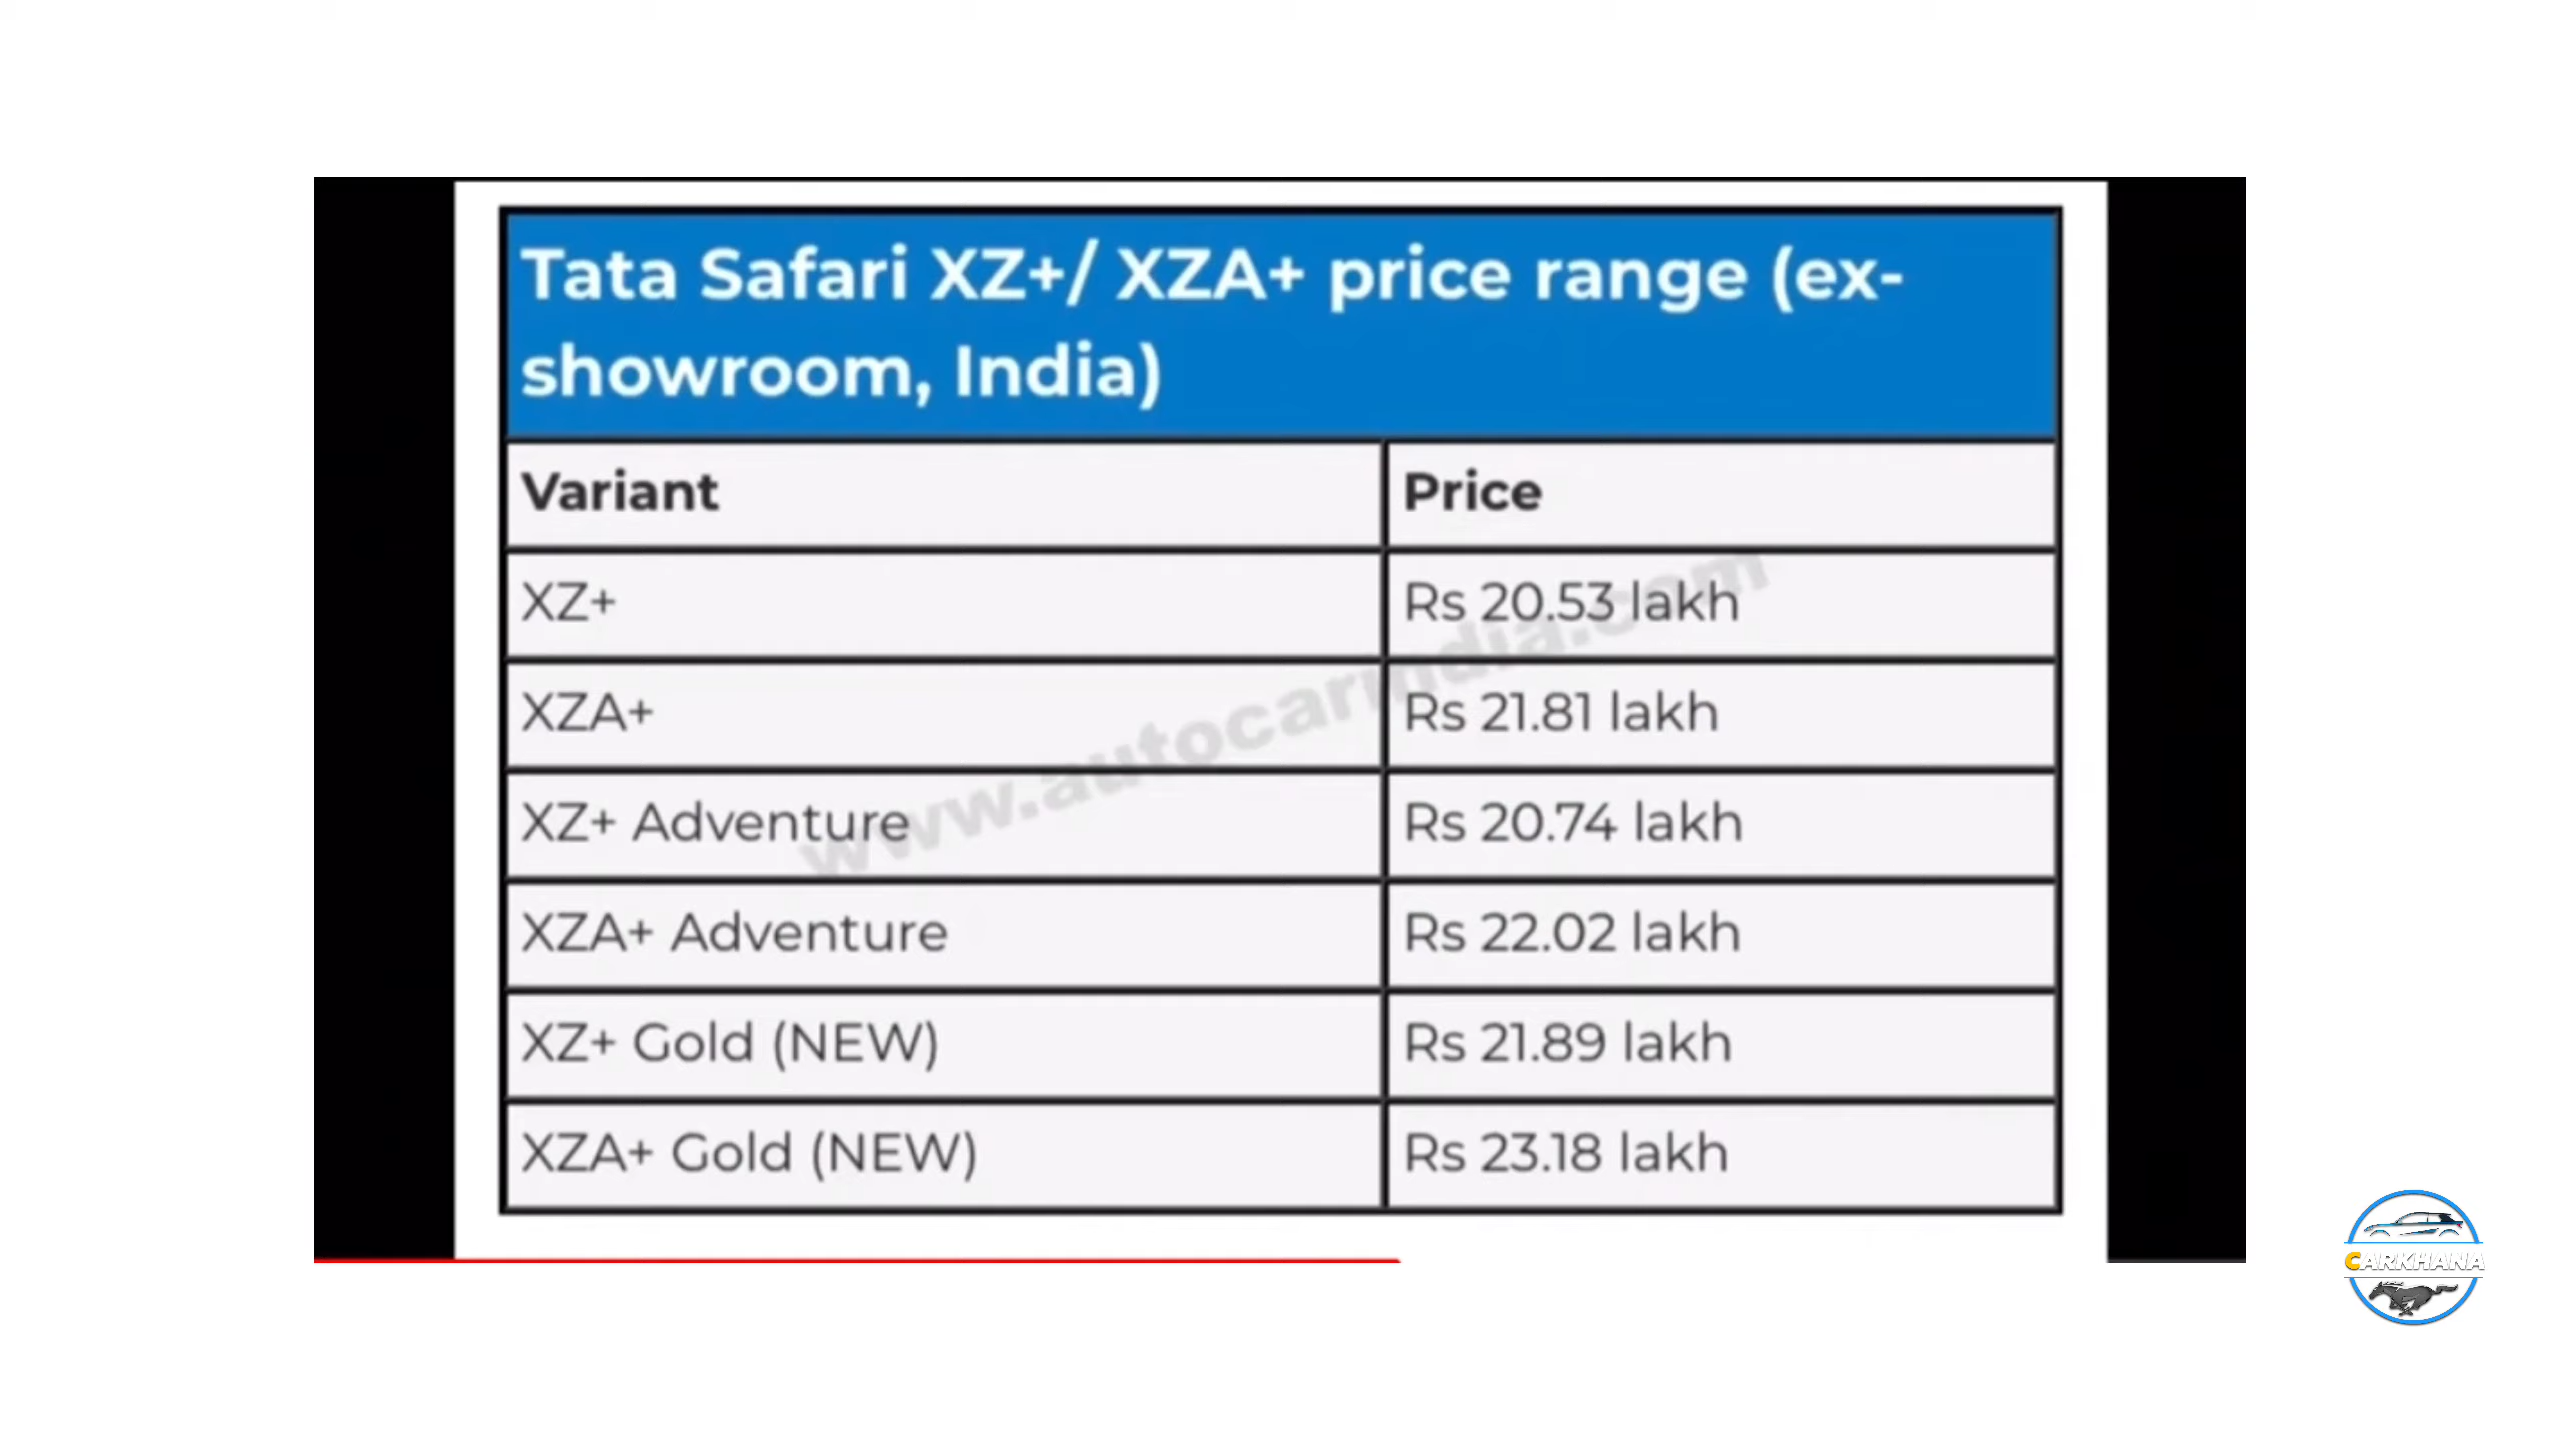 Tata Safari XZ+/ XZA+ price range (ex-
showroom, India)
Variant Price
XZ+ Rs 20.53 lakh
XZA+ Rs 21.81 lakh
XZ+ Adventure Rs 20.74 lakh
XZA+ Adventure Rs 22.02 lakh
XZ+ Gold (NEW) Rs 21.89 lakh
XZA+ Gold (NEW) Rs 23.18 lakh
www.autocarindia.com
CARKHANA